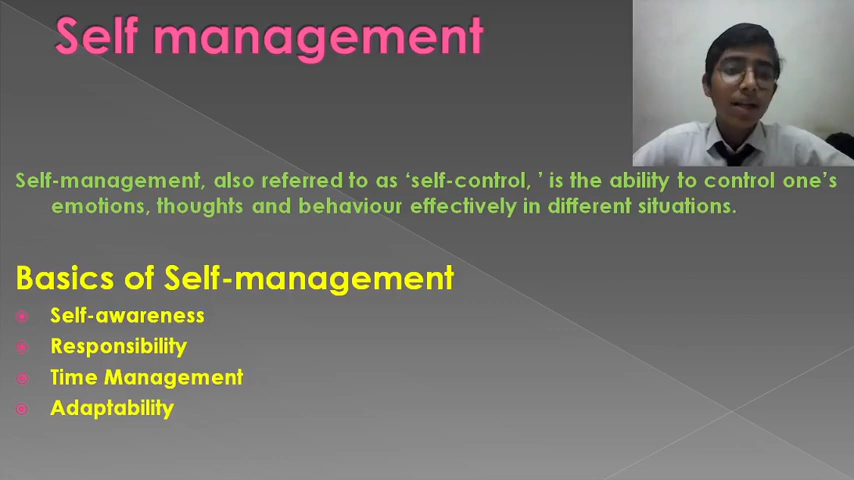 Self management
Self-management, also referred to as ‘self-control, ’ is the ability to control one’s
emotions, thoughts and behaviour effectively in different situations.
Basics of Self-management
Self-awareness
Responsibility
Time Management
Adaptability